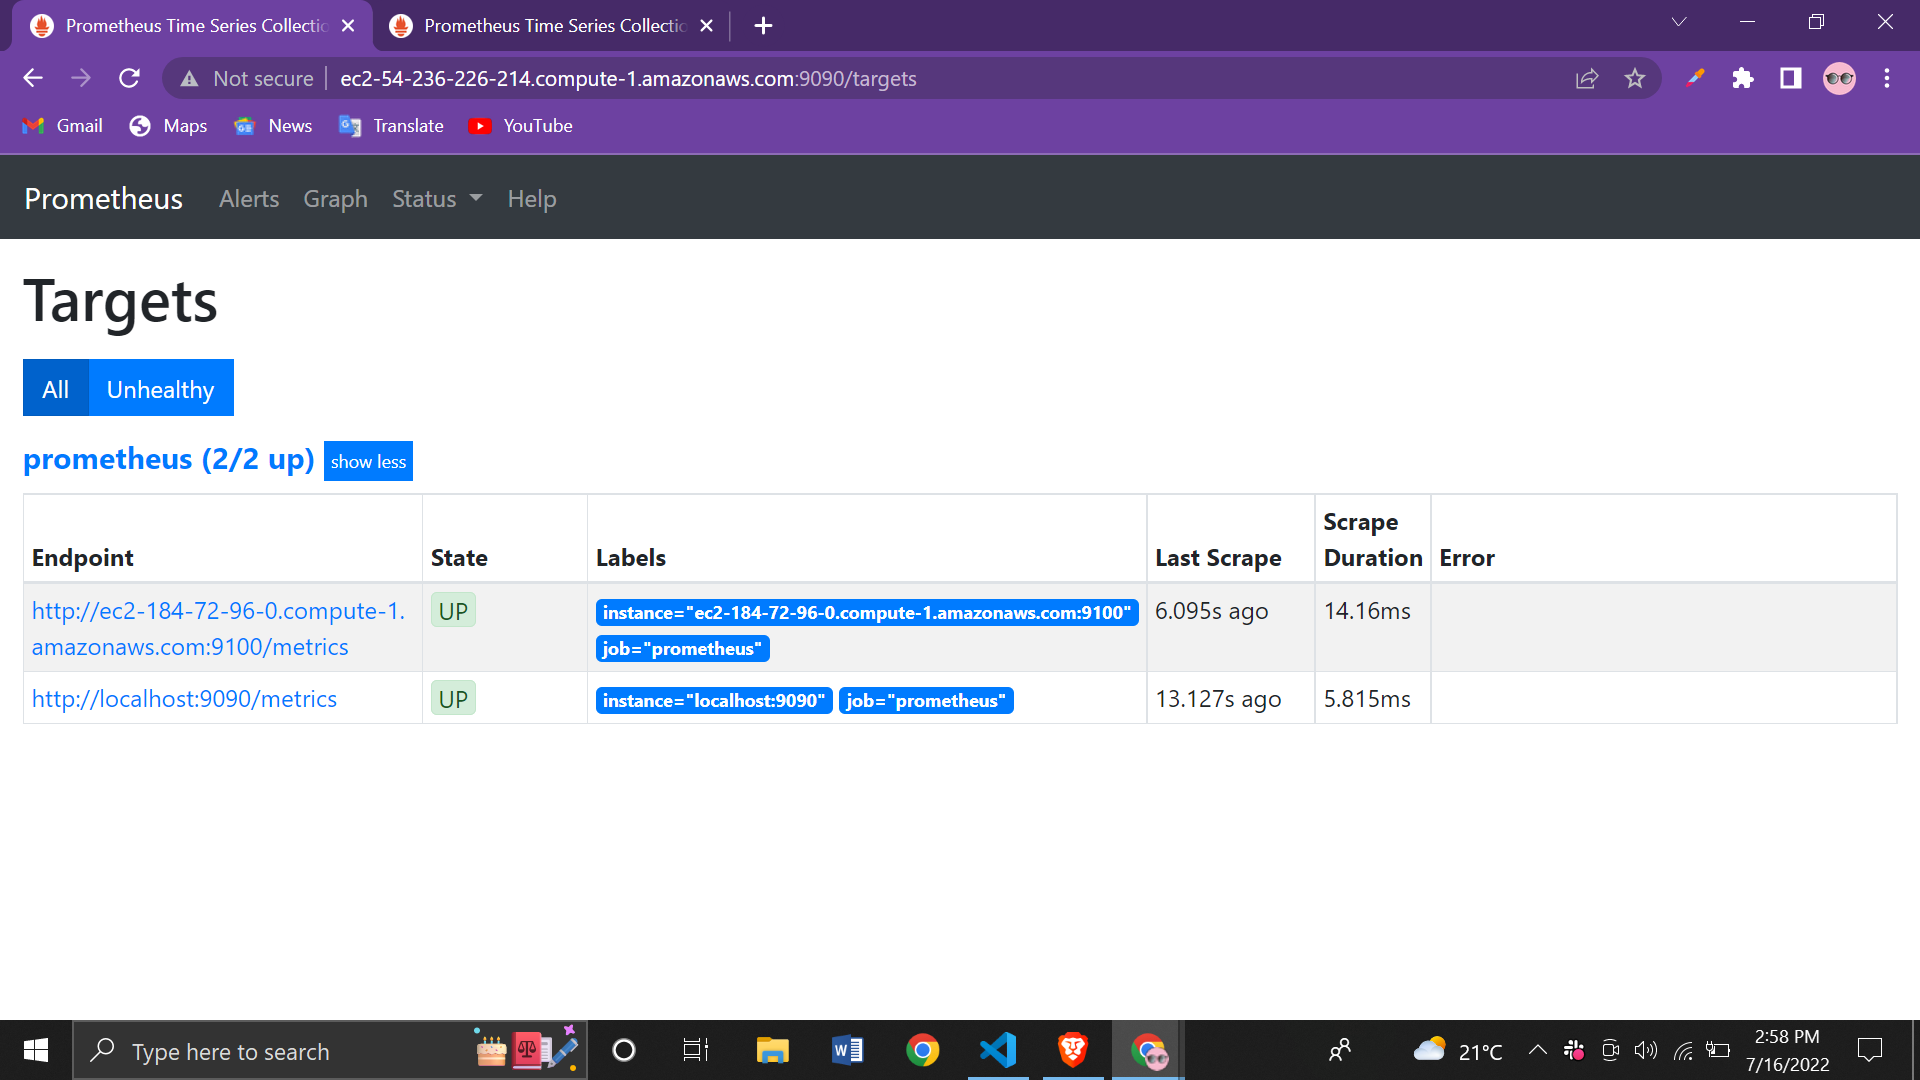 Prometheus Time Series Collectio
Prometheus Time Series Collectio
Not secure
ec2-54-236-226-214.compute-1.amazonaws.com:9090/targets
Gmail
Maps
News
Translate
YouTube
Prometheus
Alerts
Graph
Status
Help
Targets
All
Unhealthy
prometheus (2/2 up)
show less
Endpoint
State
Labels
Last Scrape
Scrape
Duration
Error
http://ec2-184-72-96-0.compute-1.
amazonaws.com:9100/metrics
UP
instance="ec2-184-72-96-0.compute-1.amazonaws.com:9100"
job="prometheus"
6.095s ago
14.16ms
http://localhost:9090/metrics
UP
instance="localhost:9090"
job="prometheus"
13.127s ago
5.815ms
Type here to search
21°C
2:58 PM
7/16/2022